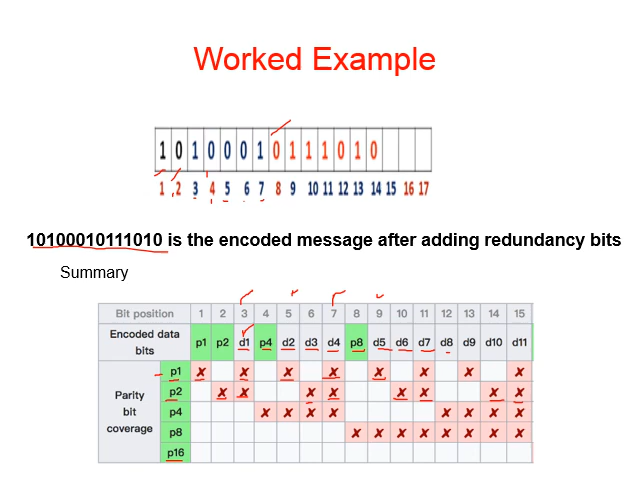 Worked Example
1 0 1 0 0 0 1 0 1 1 1 0 1 0
1 2 3 4 5 6 7 8 9 10 11 12 13 14 15 16 17
10100010111010 is the encoded message after adding redundancy bits
Summary
Bit position 1 2 3 4 5 6 7 8 9 10 11 12 13 14 15
Encoded data bits p1 p2 d1 p4 d2 d3 d4 p8 d5 d6 d7 d8 d9 d10 d11
Parity bit coverage
p1 x x x x x x x x
p2 x x x x x x x x
p4 x x x x x x x x
p8 x x x x x x x x
p16